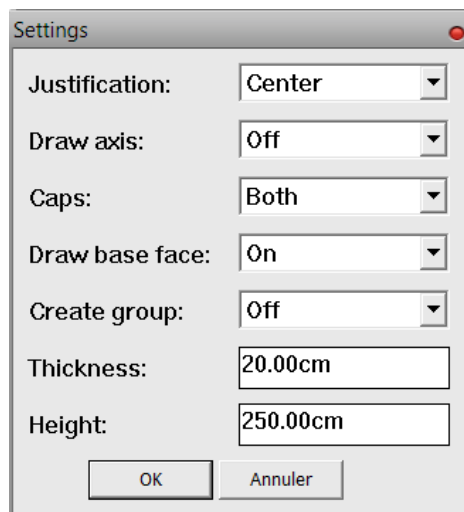 Settings
Justification: Center
Draw axis: Off
Caps: Both
Draw base face: On
Create group: Off
Thickness: 20.00cm
Height: 250.00cm
OK Annuler